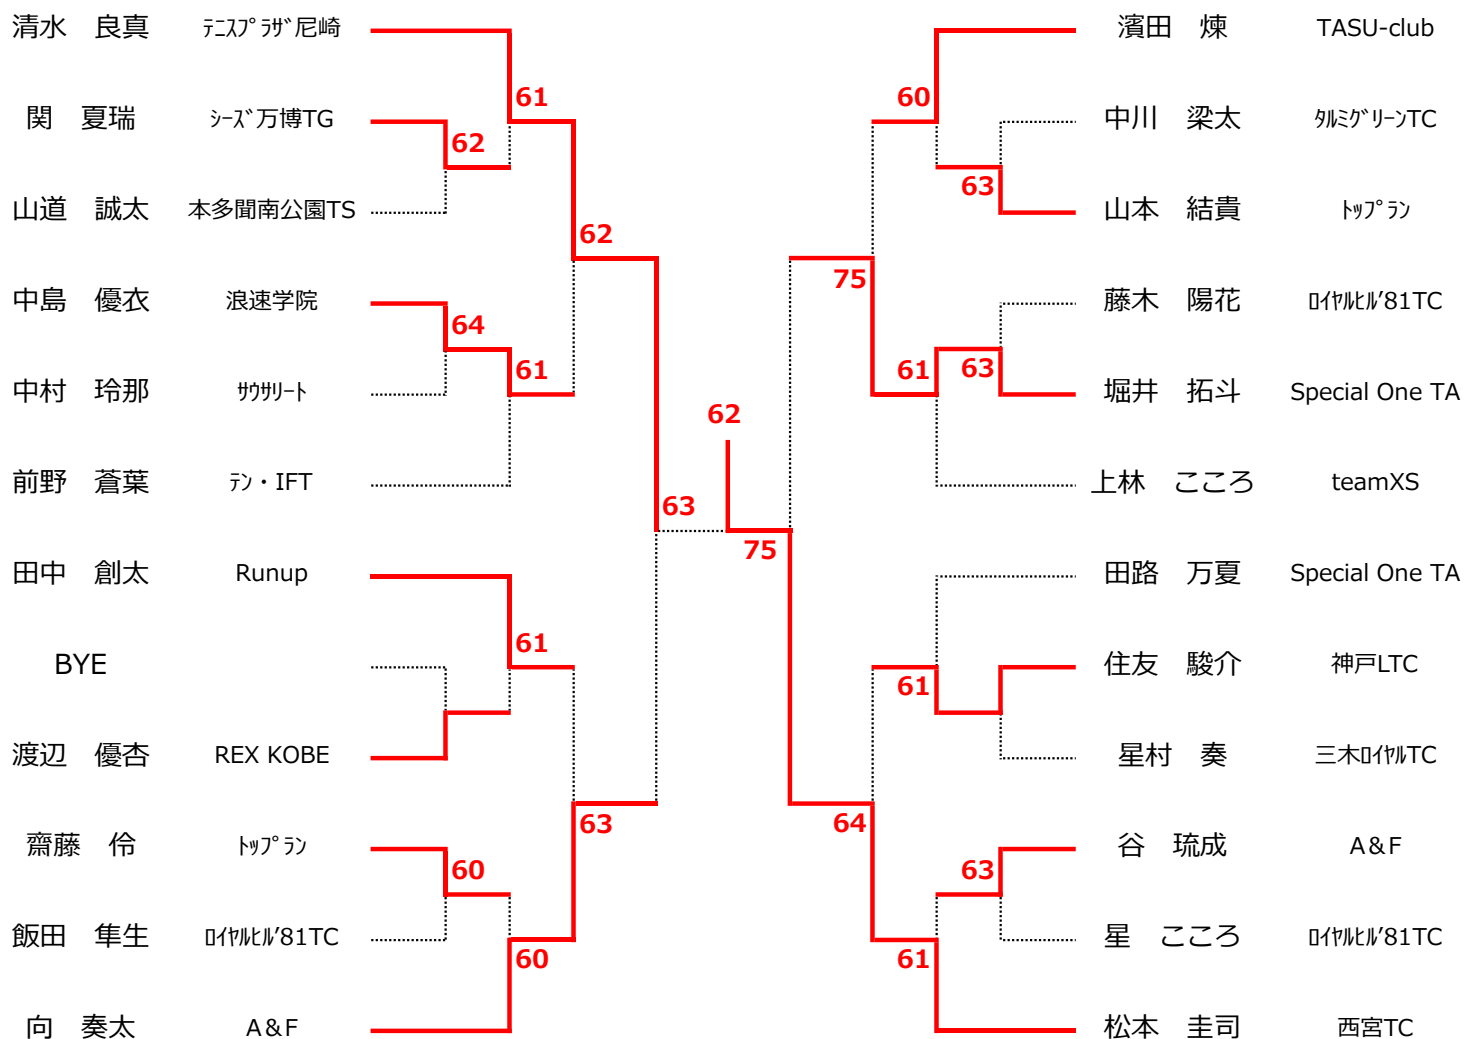 清水　良真 ﾃﾆｽﾌﾟﾗｻﾞ尼崎
関　夏瑞 ｼｰｽﾞ万博TG
山道　誠太 本多聞南公園TS
中島　優衣 浪速学院
中村　玲那 ｻｳｻﾘｰﾄ
前野　蒼葉 ﾃﾝ・IFT
田中　創太 Runup
BYE
渡辺　優杏 REX KOBE
齋藤　伶 ﾄｯﾌﾟﾗﾝ
飯田　隼生 ﾛｲﾔﾙﾋﾙ'81TC
向　奏太 A＆F
61
62
62
64
61
63
61
63
60
60
62
75
60
63
75
61
63
61
64
63
61
濱田　煉 TASU-club
中川　梁太 ﾀﾙﾐｸﾞﾘｰﾝTC
山本　結貴 ﾄｯﾌﾟﾗﾝ
藤木　陽花 ﾛｲﾔﾙﾋﾙ'81TC
堀井　拓斗 Special One TA
上林　こころ teamXS
田路　万夏 Special One TA
住友　駿介 神戸LTC
星村　奏 三木ﾛｲﾔﾙTC
谷　琉成 A＆F
星　こころ ﾛｲﾔﾙﾋﾙ'81TC
松本　圭司 西宮TC